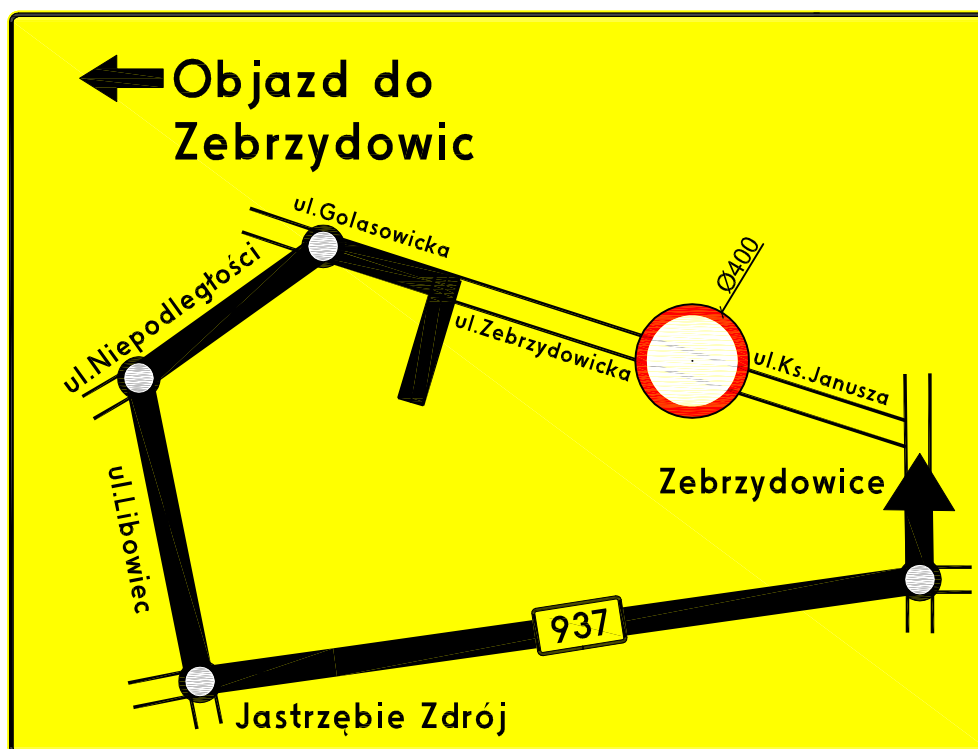 Objazd do
Zebrzydowic
ul.Golasowicka
Ø400
ul.Niepodległości
ul.Zebrzydowicka
ul.Ks.Janusza
ul.Libowiec
Zebrzydowice
937
Jastrzębie Zdrój